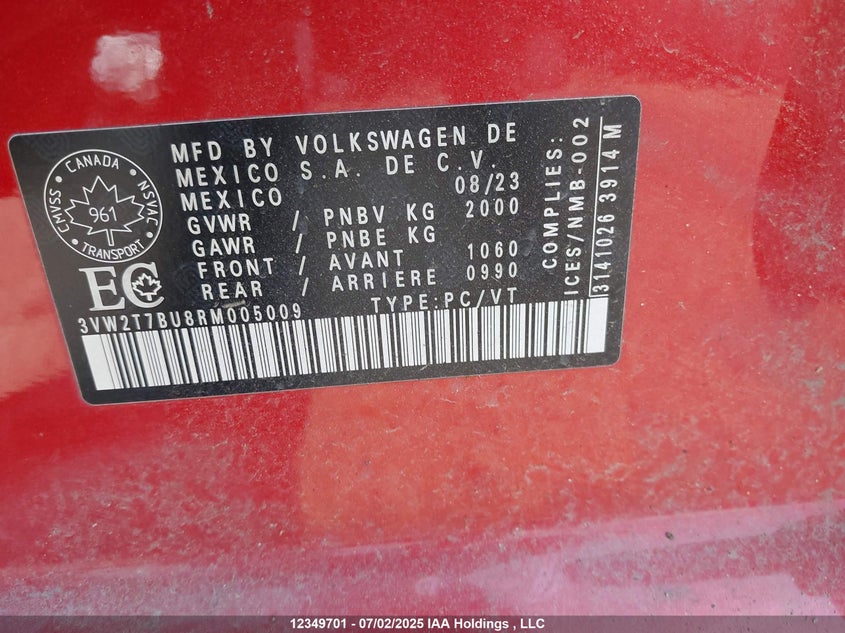 CANADA
CMVSS NSVAC
961
TRANSPORT
EC
MFD BY VOLKSWAGEN DE
MEXICO S.A. DE C.V.
MEXICO 08/23
GVWR / PNBV KG 2000
GAWR / PNBE KG
FRONT / AVANT 1060
REAR / ARRIERE 0990
TYPE:PC/VT
3VW2T7BU8RM005009
COMPLIES:
ICES/NMB-002
3141026 3914M
12349701 - 07/02/2025 IAA Holdings , LLC